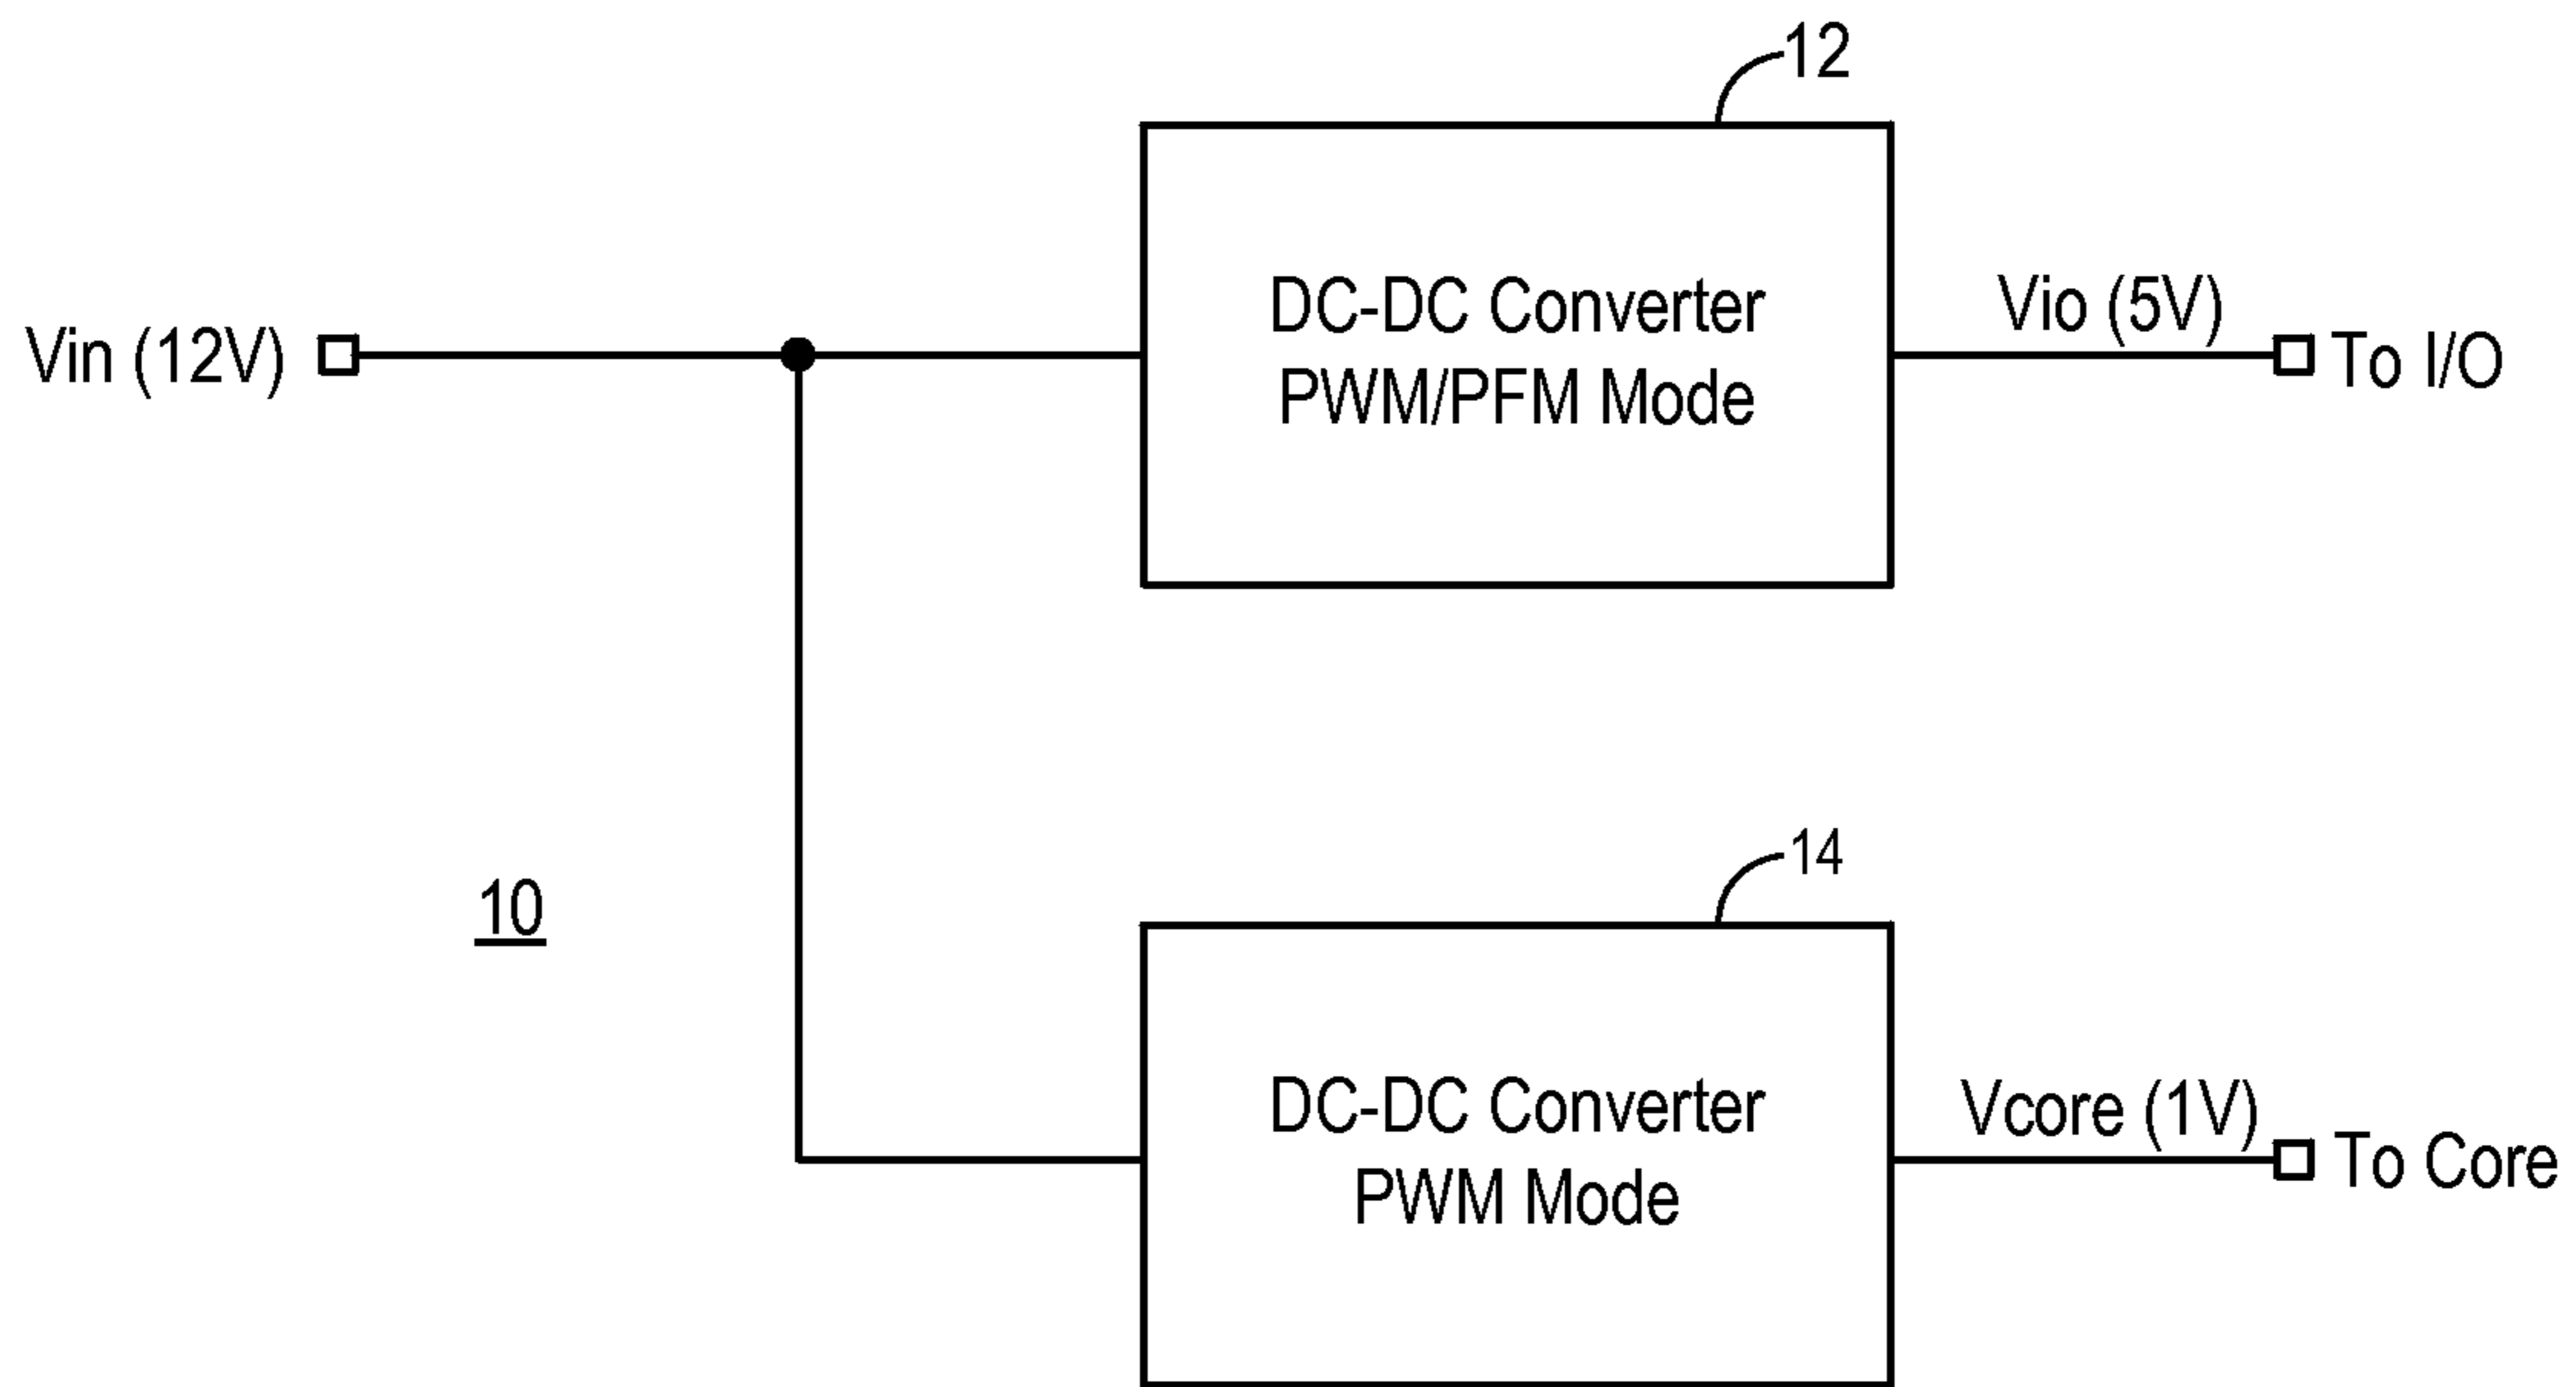 12
DC-DC Converter
PWM/PFM Mode
Vin (12V)
Vio (5V)
To I/O
10
14
DC-DC Converter
PWM Mode
Vcore (1V)
To Core